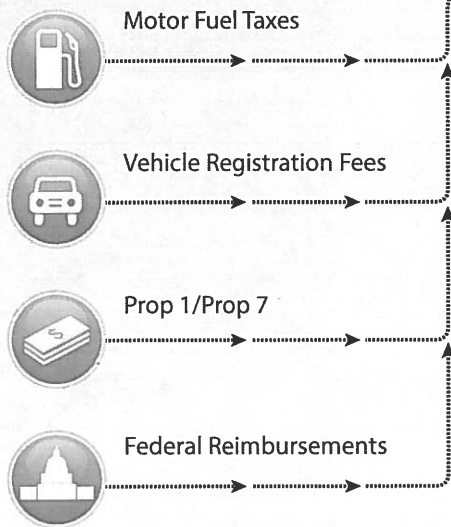 Motor Fuel Taxes
Vehicle Registration Fees
Prop 1/Prop 7
$
Federal Reimbursements